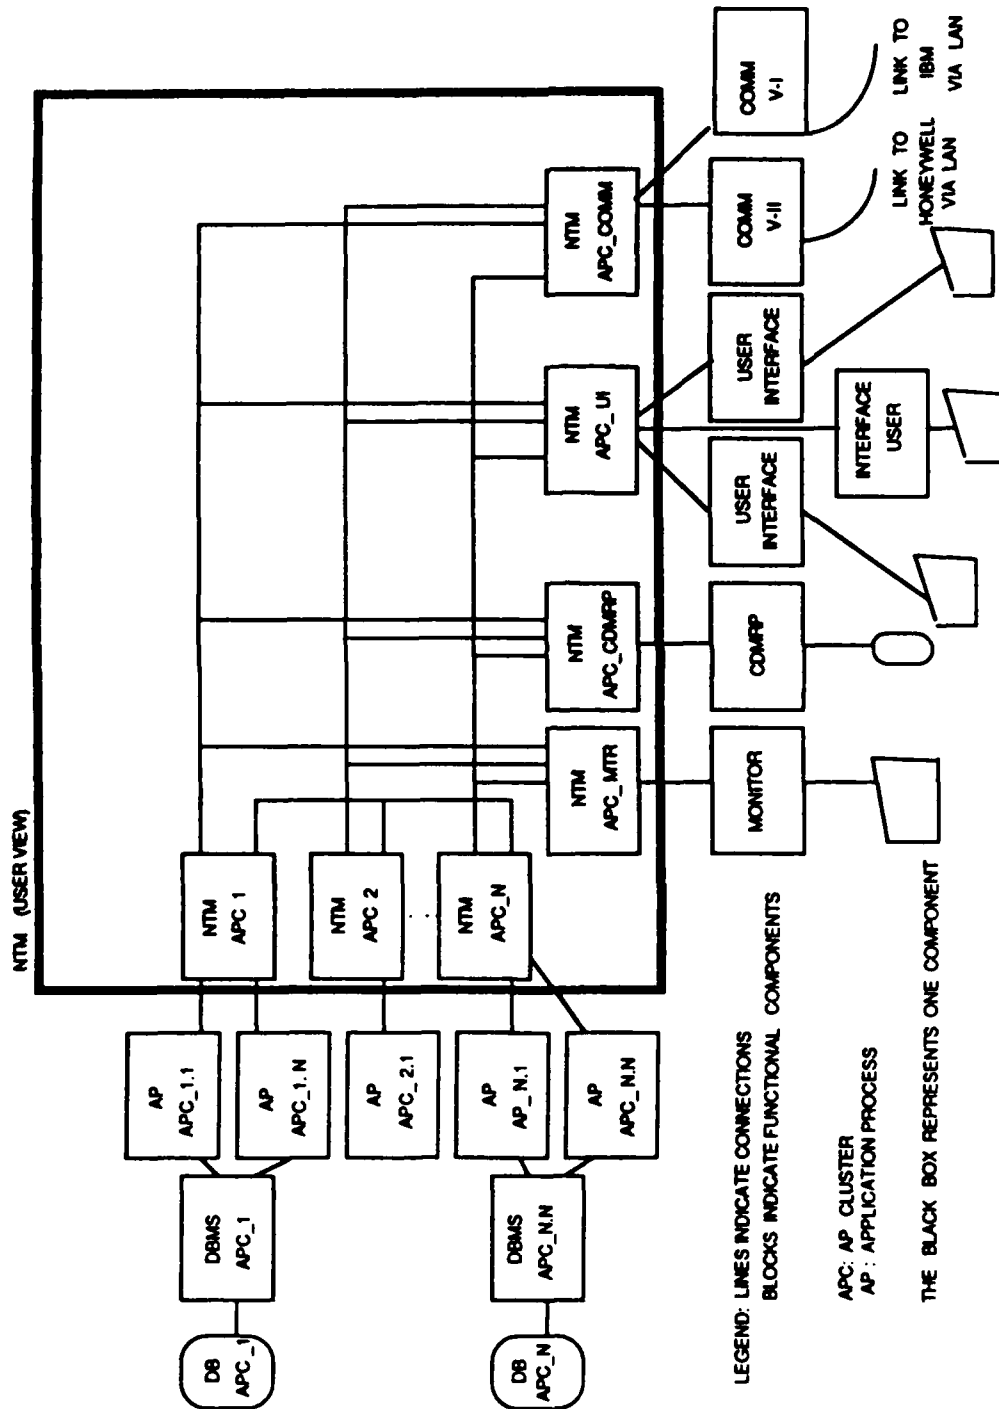 NTM (USER VIEW)
DB
APC_1
DBMS
APC_1
AP
APC_1.1
AP
APC_1.N
AP
APC_2.1
DB
APC_N
DBMS
APC_N.N
AP
AP_N.1
AP
APC_N.N
NTM
APC 1
NTM
APC 2
. . .
NTM
APC_N
NTM
APC_MTR
NTM
APC_CDMRP
NTM
APC_UI
NTM
APC_COMM
MONITOR
CDMRP
USER
INTERFACE
USER
INTERFACE
INTERFACE
USER
COMM
V-II
COMM
V-I
LINK TO
HONEYWELL
VIA LAN
LINK TO
IBM
VIA LAN
LEGEND: LINES INDICATE CONNECTIONS
BLOCKS INDICATE FUNCTIONAL COMPONENTS
APC: AP CLUSTER
AP : APPLICATION PROCESS
THE BLACK BOX REPRESENTS ONE COMPONENT